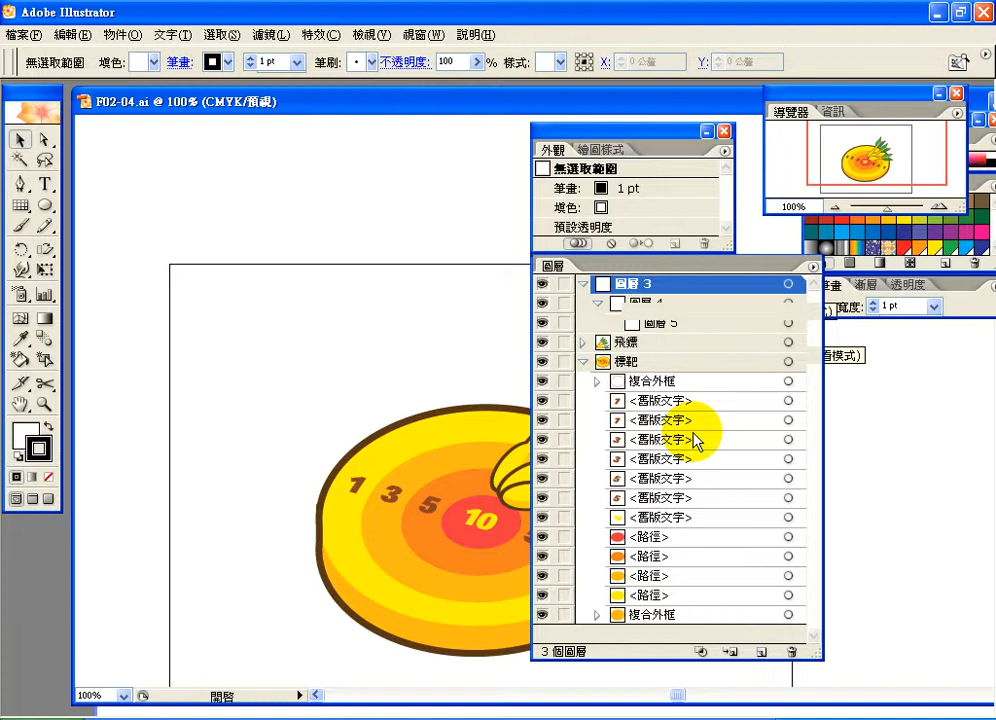 Adobe Illustrator
檔案(F) 編輯(E) 物件(O) 文字(T) 選取(S) 濾鏡(L) 特效(C) 檢視(V) 視窗(W) 說明(H)
無選取範圍 填色: 筆畫: 1 pt 筆刷: 不透明度: 100 % 樣式: X: 0 公釐 Y: 0 公釐
F02-04.ai @ 100% (CMYK/預視)
導覽器 資訊
100%
外觀 繪圖樣式
無選取範圍
筆畫: 1 pt
填色:
預設透明度
圖層
圖層 3
圖層 4
圖層 5
飛鏢
標靶
複合外框
<舊版文字>
<舊版文字>
<舊版文字>
<舊版文字>
<舊版文字>
<舊版文字>
<舊版文字>
<路徑>
<路徑>
<路徑>
<路徑>
複合外框
3 個圖層
筆畫 漸層 透明度
寬度: 1 pt
模式)
1 3 5 10
100% 開啓